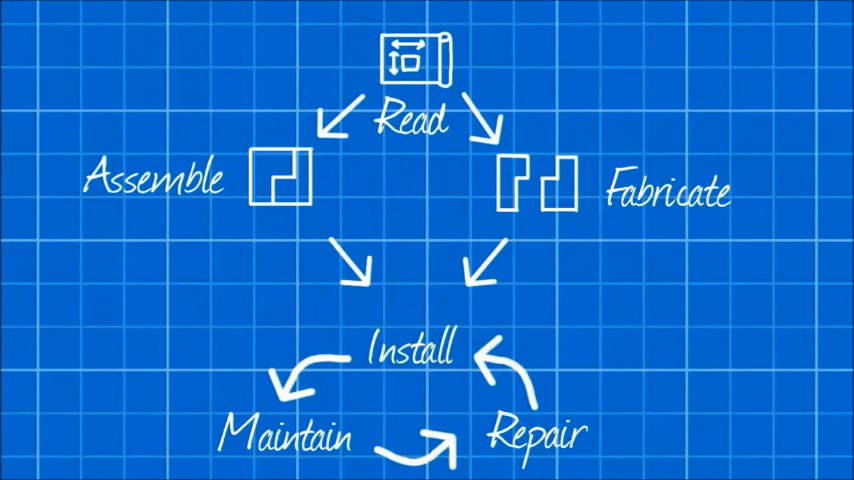 Read
Assemble
Fabricate
Install
Maintain
Repair